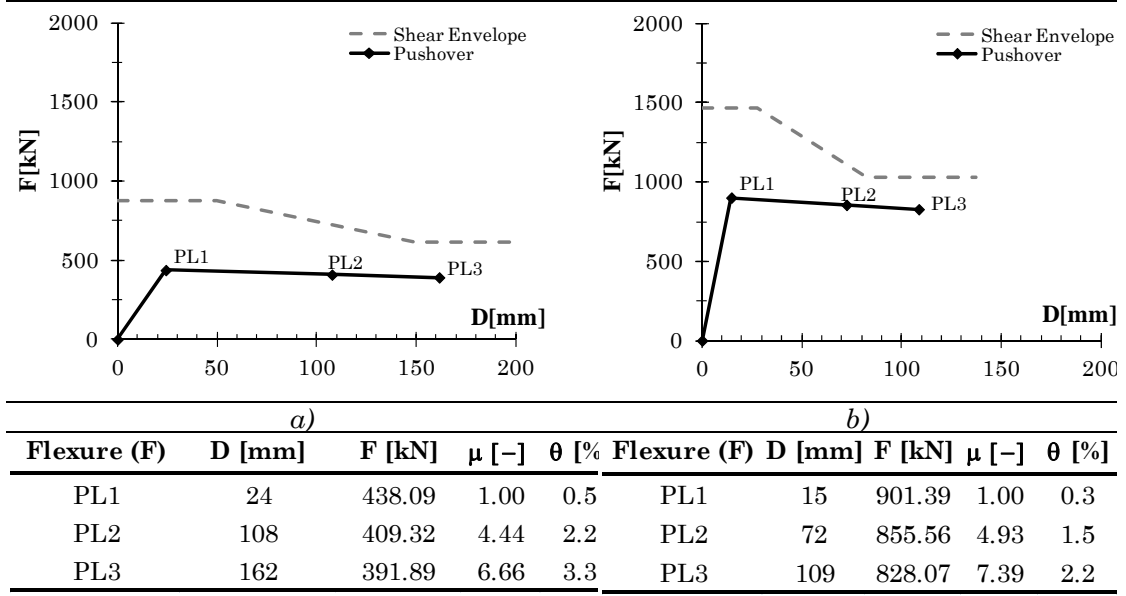 2000
Shear Envelope
Pushover
1500
F[kN]
1000
PL1
PL2
PL3
500
D[mm]
0
0 50 100 150 200
2000
Shear Envelope
Pushover
1500
F[kN]
1000
PL1
PL2
PL3
500
D[mm]
0
0 50 100 150 200
a) b)
Flexure (F) D [mm] F [kN] μ [−] θ [% Flexure (F) D [mm] F [kN] μ [−] θ [%]
PL1 24 438.09 1.00 0.5 PL1 15 901.39 1.00 0.3
PL2 108 409.32 4.44 2.2 PL2 72 855.56 4.93 1.5
PL3 162 391.89 6.66 3.3 PL3 109 828.07 7.39 2.2